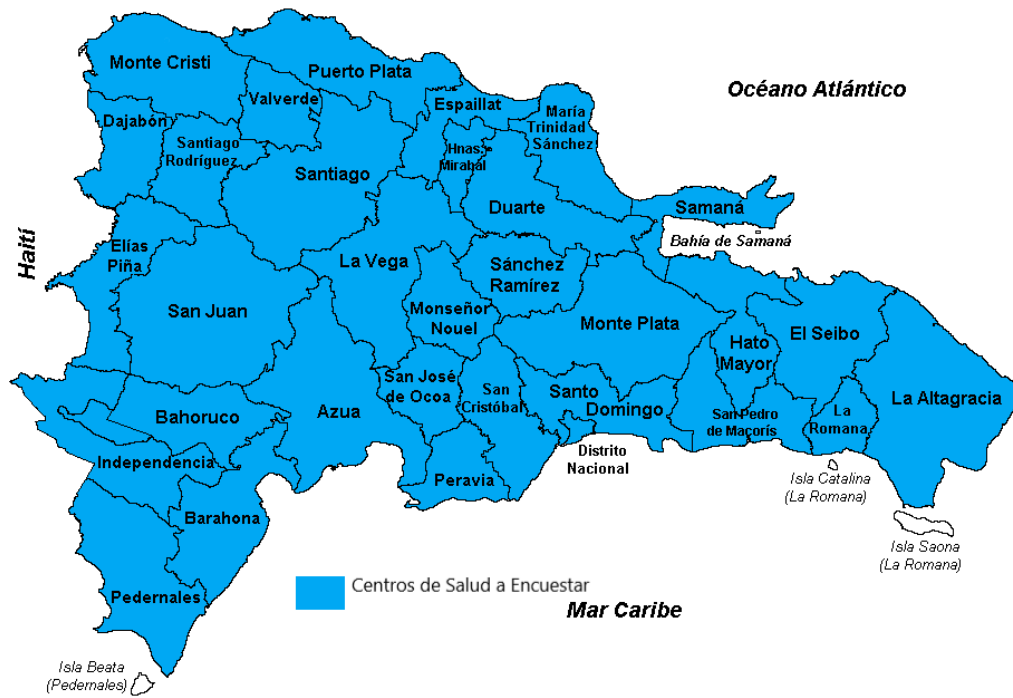 Monte Cristi
Puerto Plata
Océano Atlántico
Valverde
Espaillat
María
Trinidad
Sánchez
Dajabón
Santiago
Rodríguez
Hnas.
Mirabal
Santiago
Duarte
Samaná
Bahía de Samaná
Haití
Elías
Piña
La Vega
Sánchez
Ramírez
San Juan
Monseñor
Nouel
Monte Plata
El Seibo
Hato
Mayor
San José
de Ocoa
San
Cristóbal
Santo
Domingo
La Altagracia
Bahoruco
Azua
San Pedro
de Macorís
La
Romana
Distrito
Nacional
Independencia
Peravia
Isla Catalina
(La Romana)
Barahona
Isla Saona
(La Romana)
Centros de Salud a Encuestar
Pedernales
Mar Caribe
Isla Beata
(Pedernales)